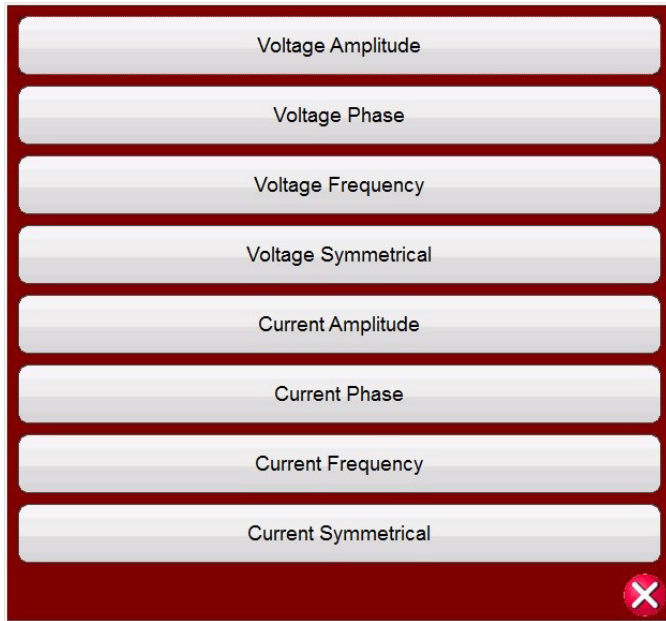 Voltage Amplitude
Voltage Phase
Voltage Frequency
Voltage Symmetrical
Current Amplitude
Current Phase
Current Frequency
Current Symmetrical